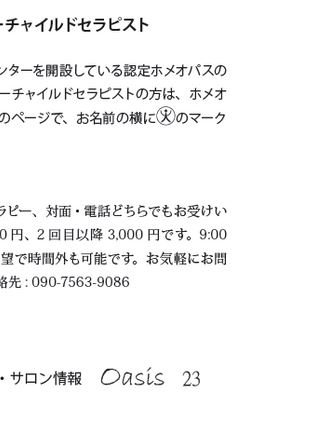 ーチャイルドセラピスト
ンターを開設している認定ホメオパスの
ーチャイルドセラピストの方は、ホメオ
のページで、お名前の横に のマーク
ラピー、対面・電話どちらでもお受けい
0 円、2 回目以降 3,000 円です。9:00
望で時間外も可能です。お気軽にお問
絡先 : 090-7563-9086
・サロン情報 Oasis 23